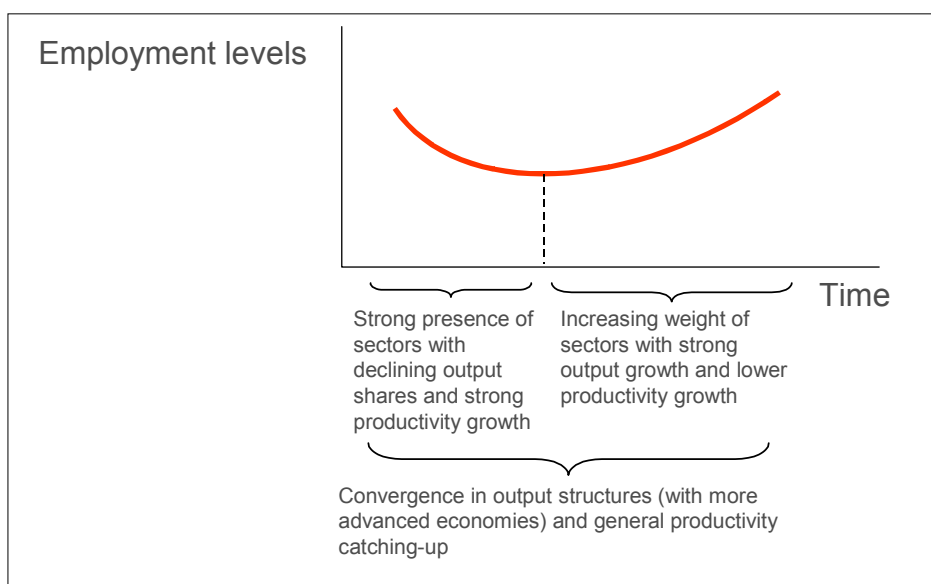 Employment levels
Time
Strong presence of
sectors with
declining output
shares and strong
productivity growth
Increasing weight of
sectors with strong
output growth and lower
productivity growth
Convergence in output structures (with more
advanced economies) and general productivity
catching-up